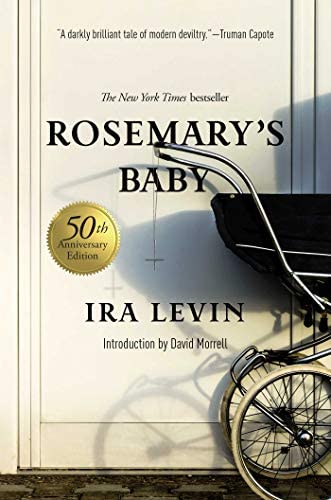 "A darkly brilliant tale of modern deviltry."—Truman Capote
The New York Times bestseller
ROSEMARY'S
BABY
50th
Anniversary
Edition
IRA LEVIN
Introduction by David Morrell